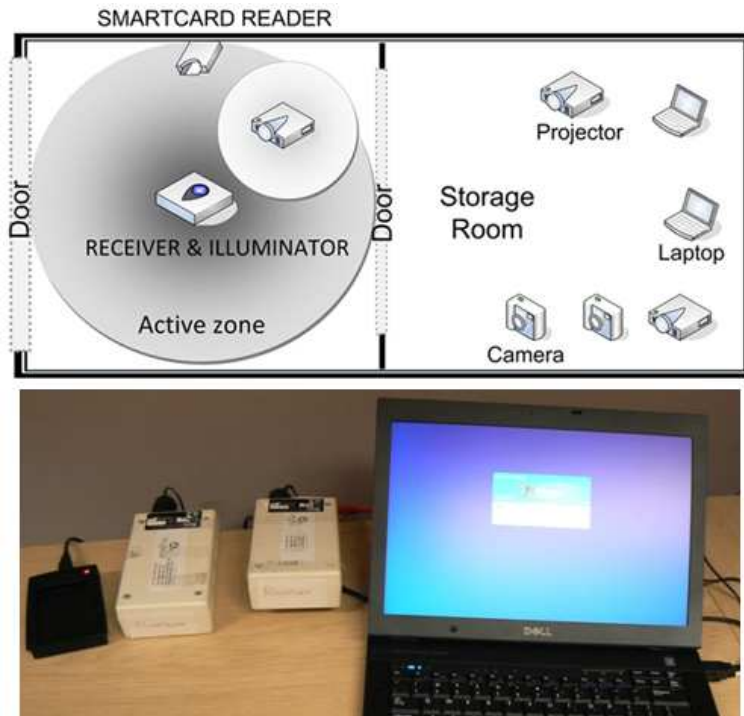 SMARTCARD READER
Door
RECEIVER & ILLUMINATOR
Active zone
Door
Storage
Room
Projector
Laptop
Camera
DELL